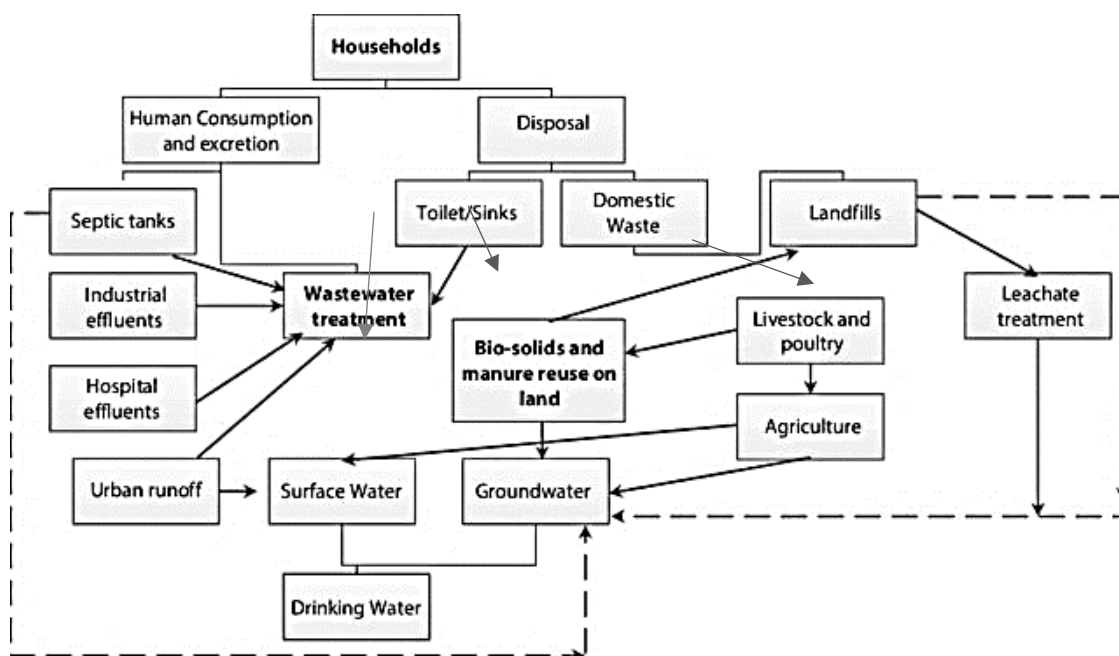 Households
Human Consumption
and excretion
Disposal
Septic tanks
Toilet/Sinks
Domestic
Waste
Landfills
Industrial
effluents
Wastewater
treatment
Bio-solids and
manure reuse on
land
Livestock and
poultry
Leachate
treatment
Hospital
effluents
Agriculture
Urban runoff
Surface Water
Groundwater
Drinking Water